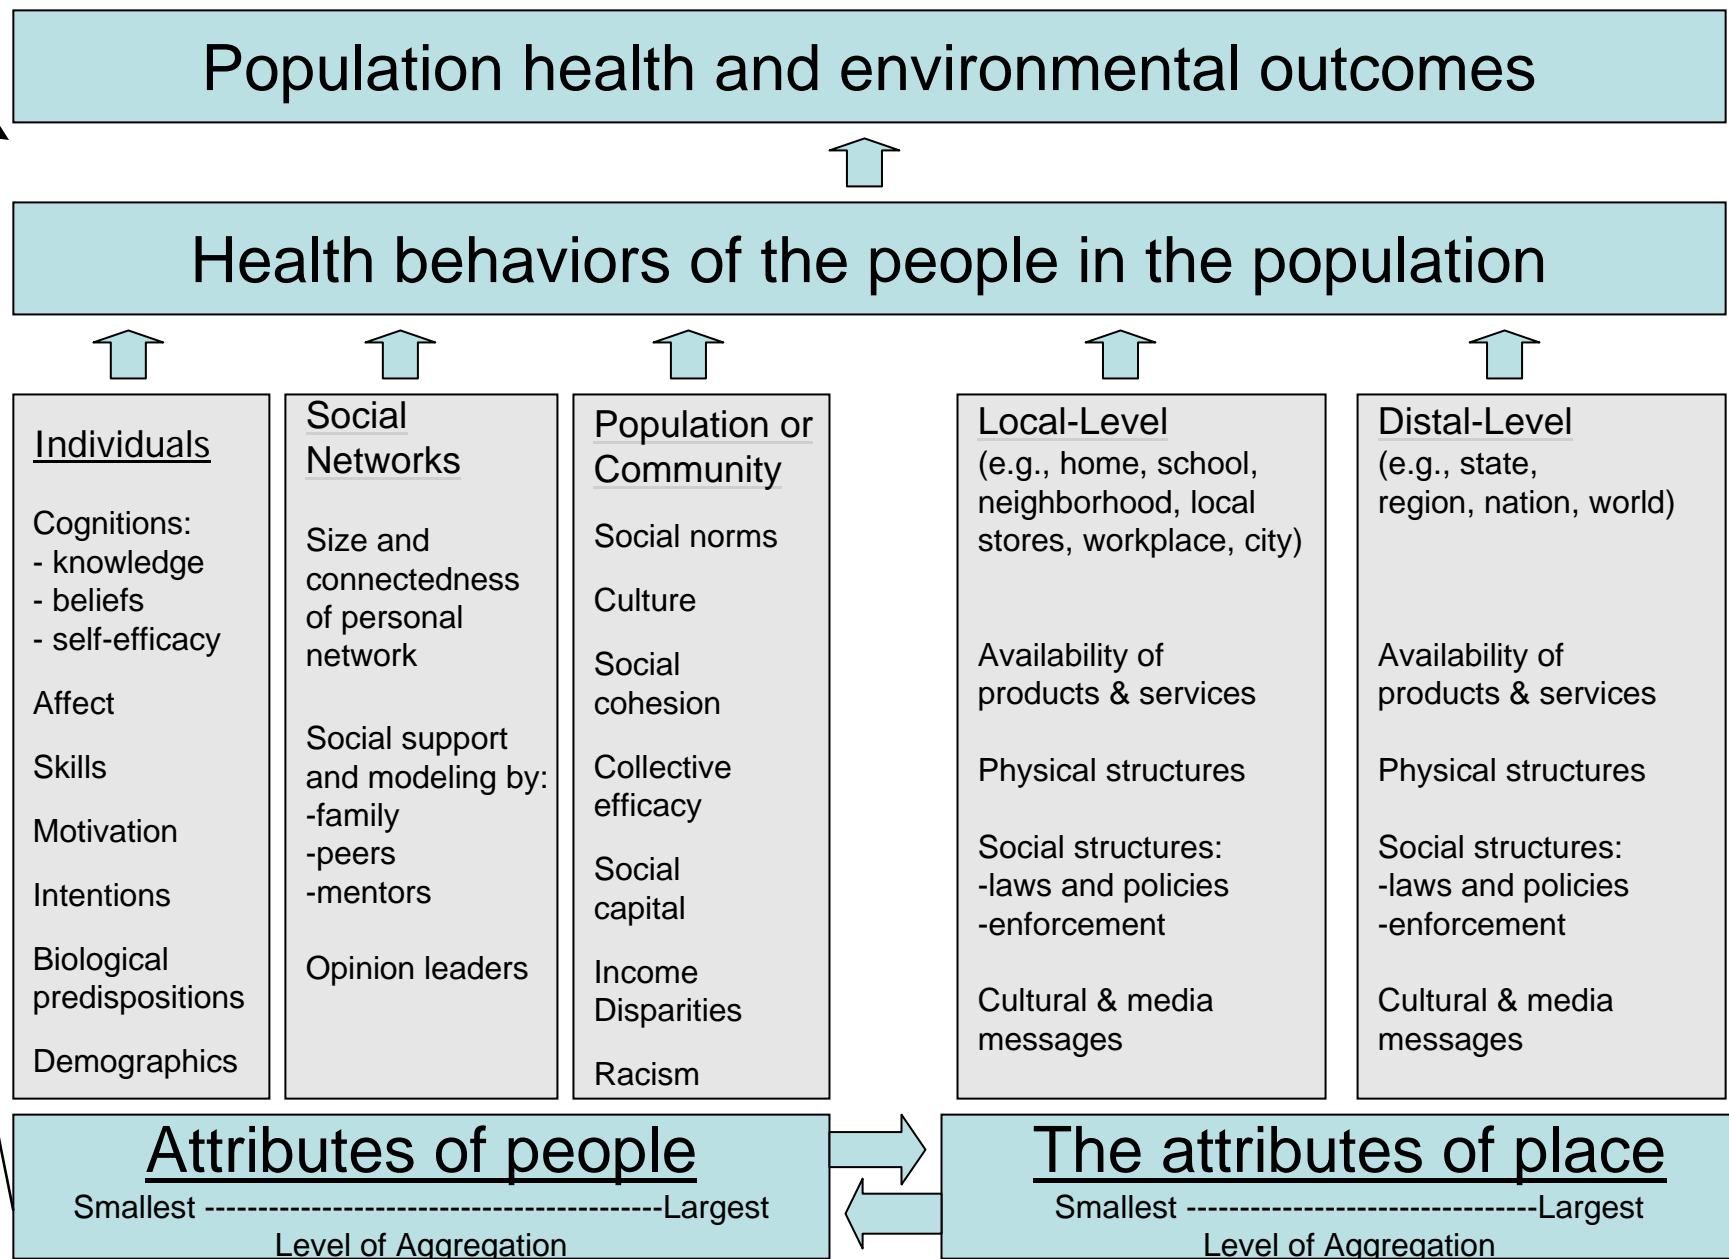 Population health and environmental outcomes
Health behaviors of the people in the population
Individuals
Cognitions:
- knowledge
- beliefs
- self-efficacy
Affect
Skills
Motivation
Intentions
Biological
predispositions
Demographics
Social
Networks
Size and
connectedness
of personal
network
Social support
and modeling by:
-family
-peers
-mentors
Opinion leaders
Population or
Community
Social norms
Culture
Social
cohesion
Collective
efficacy
Social
capital
Income
Disparities
Racism
Local-Level
(e.g., home, school,
neighborhood, local
stores, workplace, city)
Availability of
products & services
Physical structures
Social structures:
-laws and policies
-enforcement
Cultural & media
messages
Distal-Level
(e.g., state,
region, nation, world)
Availability of
products & services
Physical structures
Social structures:
-laws and policies
-enforcement
Cultural & media
messages
Attributes of people
Smallest -------------------------------------------Largest
Level of Aggregation
The attributes of place
Smallest ---------------------------------Largest
Level of Aggregation